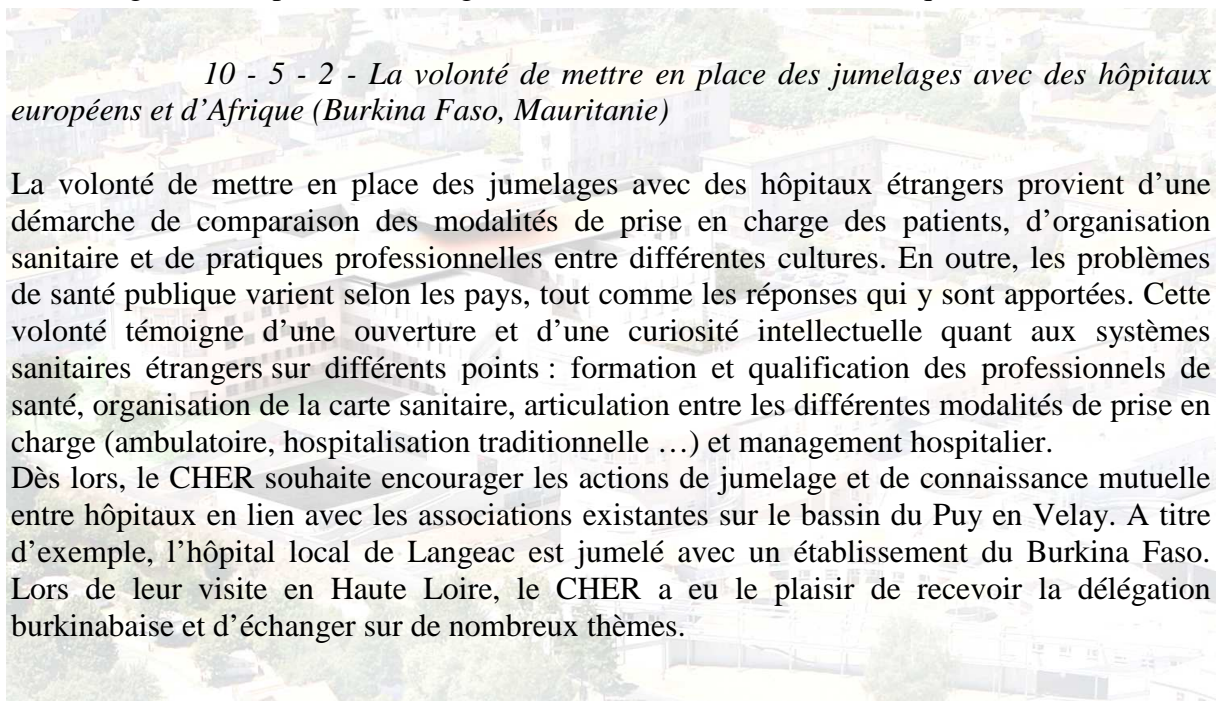 10 - 5 - 2 - La volonté de mettre en place des jumelages avec des hôpitaux
européens et d’Afrique (Burkina Faso, Mauritanie)
La volonté de mettre en place des jumelages avec des hôpitaux étrangers provient d’une
démarche de comparaison des modalités de prise en charge des patients, d’organisation
sanitaire et de pratiques professionnelles entre différentes cultures. En outre, les problèmes
de santé publique varient selon les pays, tout comme les réponses qui y sont apportées. Cette
volonté témoigne d’une ouverture et d’une curiosité intellectuelle quant aux systèmes
sanitaires étrangers sur différents points : formation et qualification des professionnels de
santé, organisation de la carte sanitaire, articulation entre les différentes modalités de prise en
charge (ambulatoire, hospitalisation traditionnelle …) et management hospitalier.
Dès lors, le CHER souhaite encourager les actions de jumelage et de connaissance mutuelle
entre hôpitaux en lien avec les associations existantes sur le bassin du Puy en Velay. A titre
d’exemple, l’hôpital local de Langeac est jumelé avec un établissement du Burkina Faso.
Lors de leur visite en Haute Loire, le CHER a eu le plaisir de recevoir la délégation
burkinabaise et d’échanger sur de nombreux thèmes.